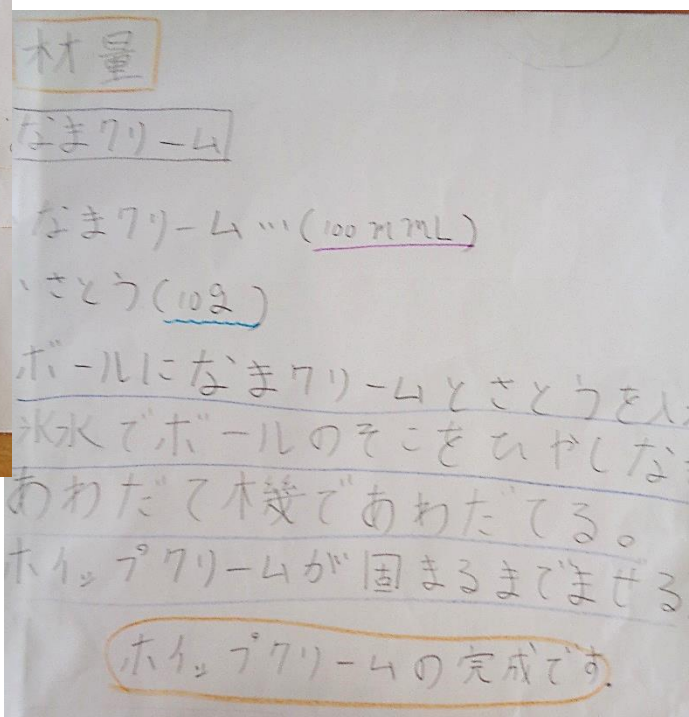 材量
なまクリーム
なまクリーム…(100mmL)
・さとう(10g)
ボールになまクリームとさとうを入
氷水でボールのそこをひやしな
あわだて機であわだてる。
ホイップクリームが固まるまでまぜる
ホイップクリームの完成です.